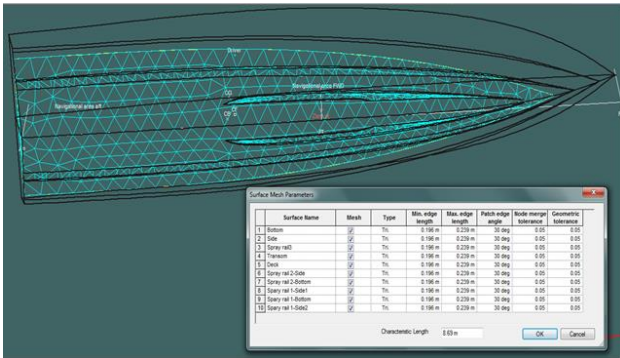 Driver
Navigational area FWD
Navigational area aft
Surface Mesh Parameters
Surface Name Mesh Type Min. edge length Max. edge length Patch edge angle Node merge tolerance Geometric tolerance
1 Bottom Tri. 0.196 m 0.239 m 30 deg 0.05 0.05
2 Side Tri. 0.196 m 0.239 m 30 deg 0.05 0.05
3 Spray rail3 Tri. 0.196 m 0.239 m 30 deg 0.05 0.05
4 Transom Tri. 0.196 m 0.239 m 30 deg 0.05 0.05
5 Deck Tri. 0.196 m 0.239 m 30 deg 0.05 0.05
6 Spray rail 2-Side Tri. 0.196 m 0.239 m 30 deg 0.05 0.05
7 Spray rail 2-Bottom Tri. 0.196 m 0.239 m 30 deg 0.05 0.05
8 Spary rail 1-Side1 Tri. 0.196 m 0.239 m 30 deg 0.05 0.05
9 Spary rail 1-Bottom Tri. 0.196 m 0.239 m 30 deg 0.05 0.05
10 Spary rail 1-Side2 Tri. 0.196 m 0.239 m 30 deg 0.05 0.05
Characteristic Length 8.69 m
OK Cancel